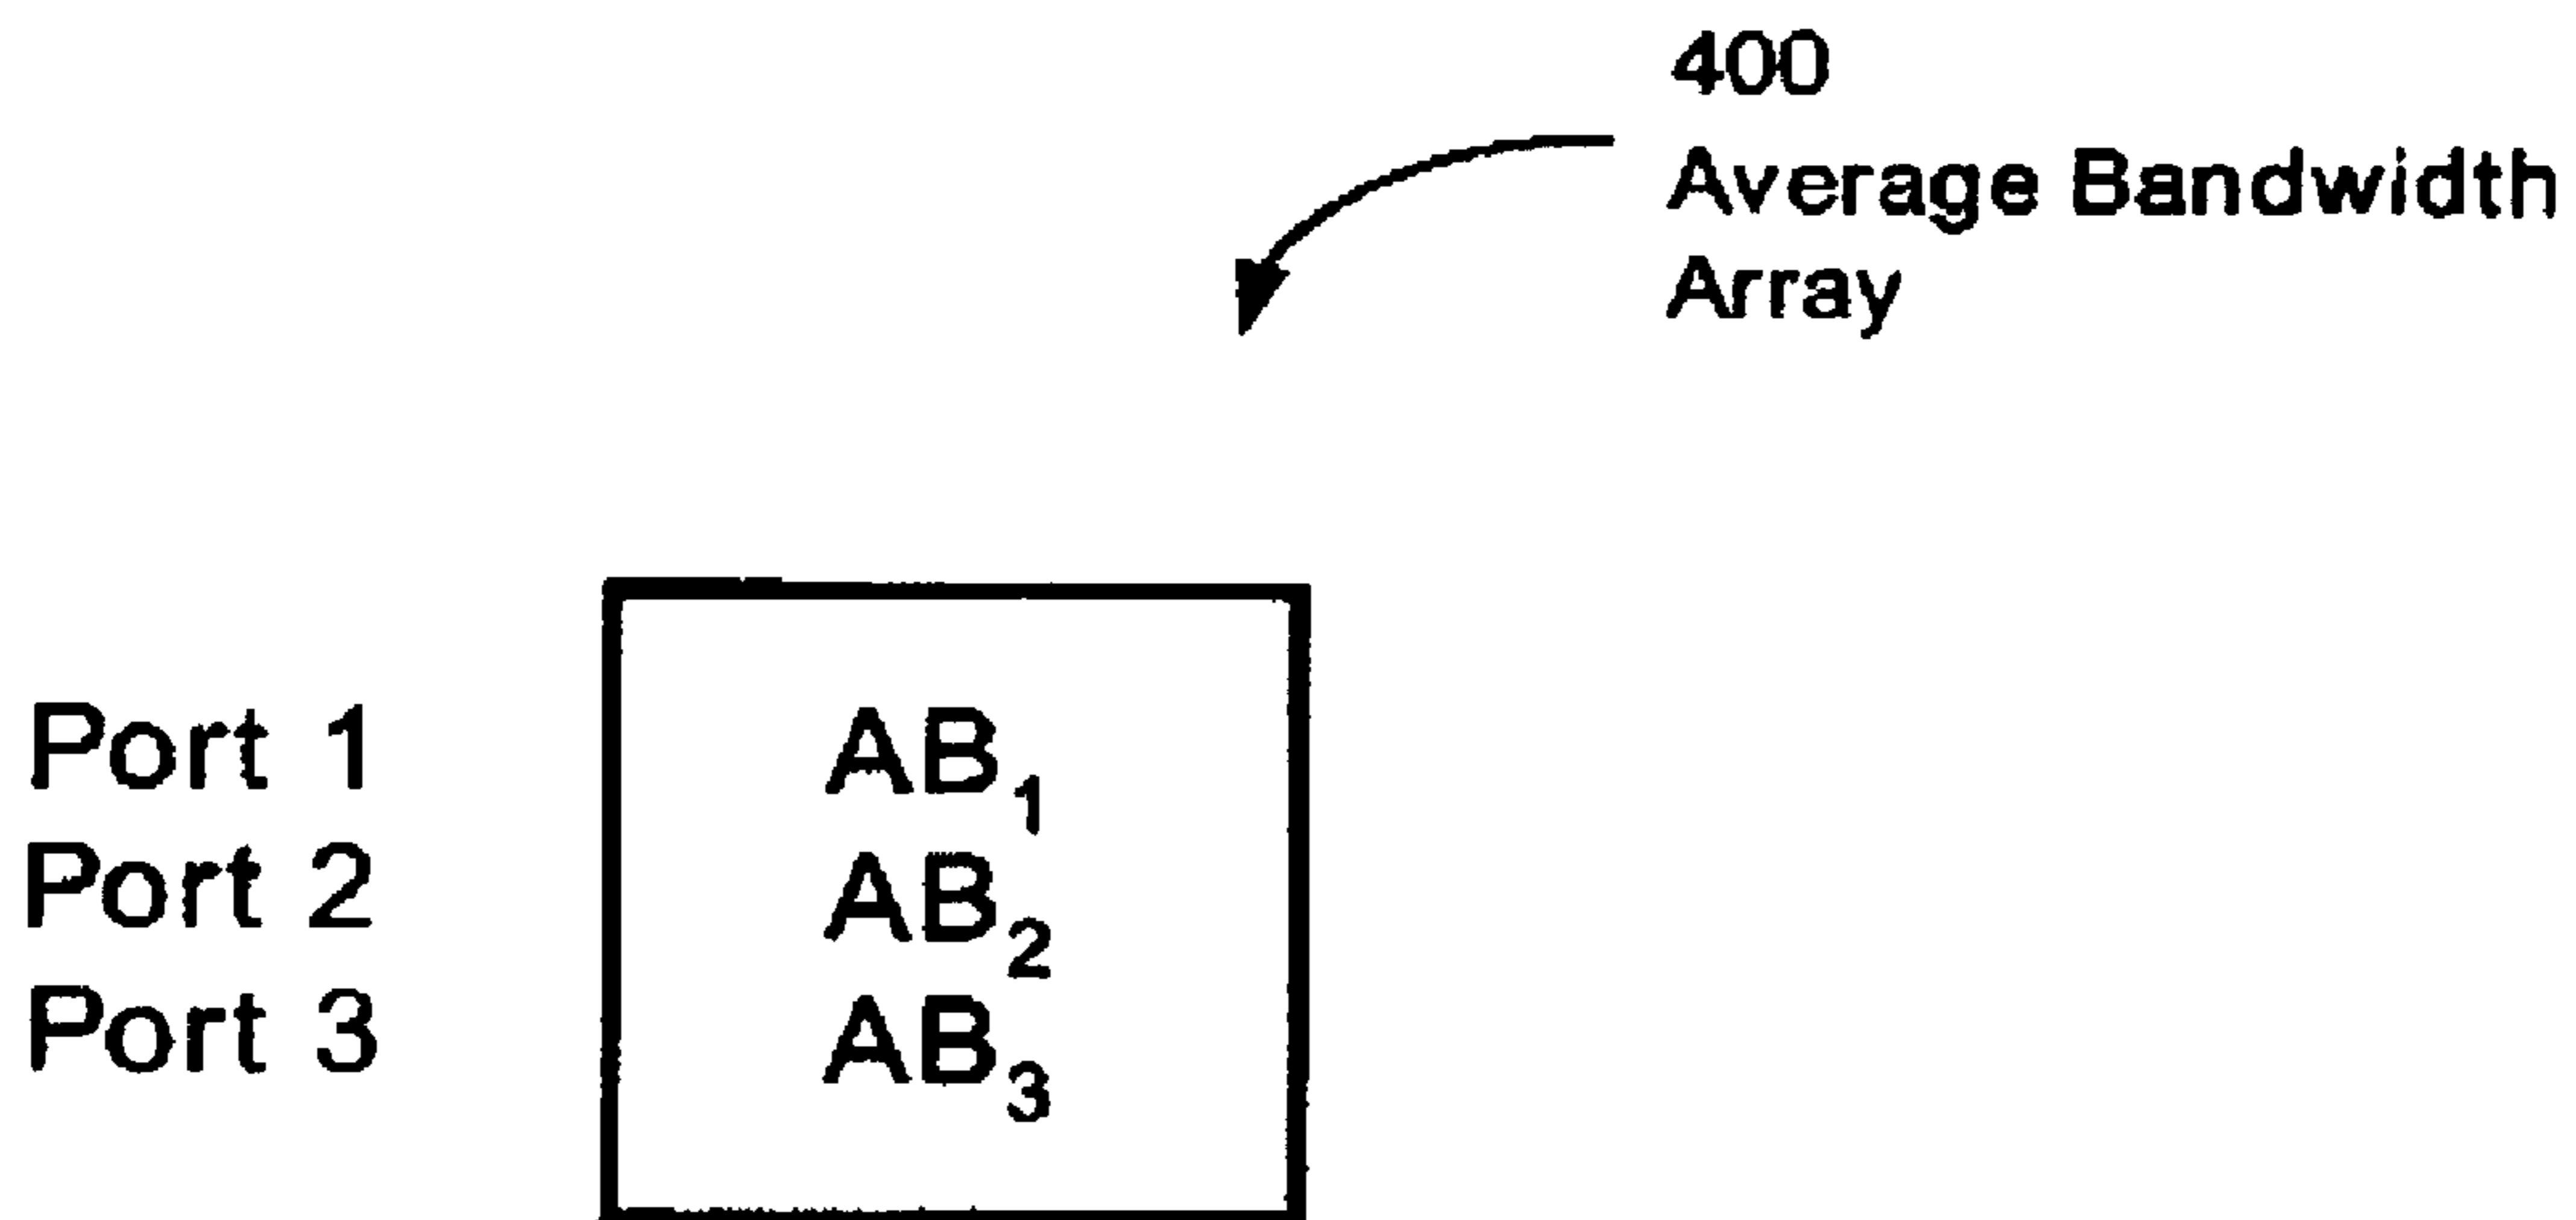 400
Average Bandwidth
Array
Port 1 AB₁
Port 2 AB₂
Port 3 AB₃